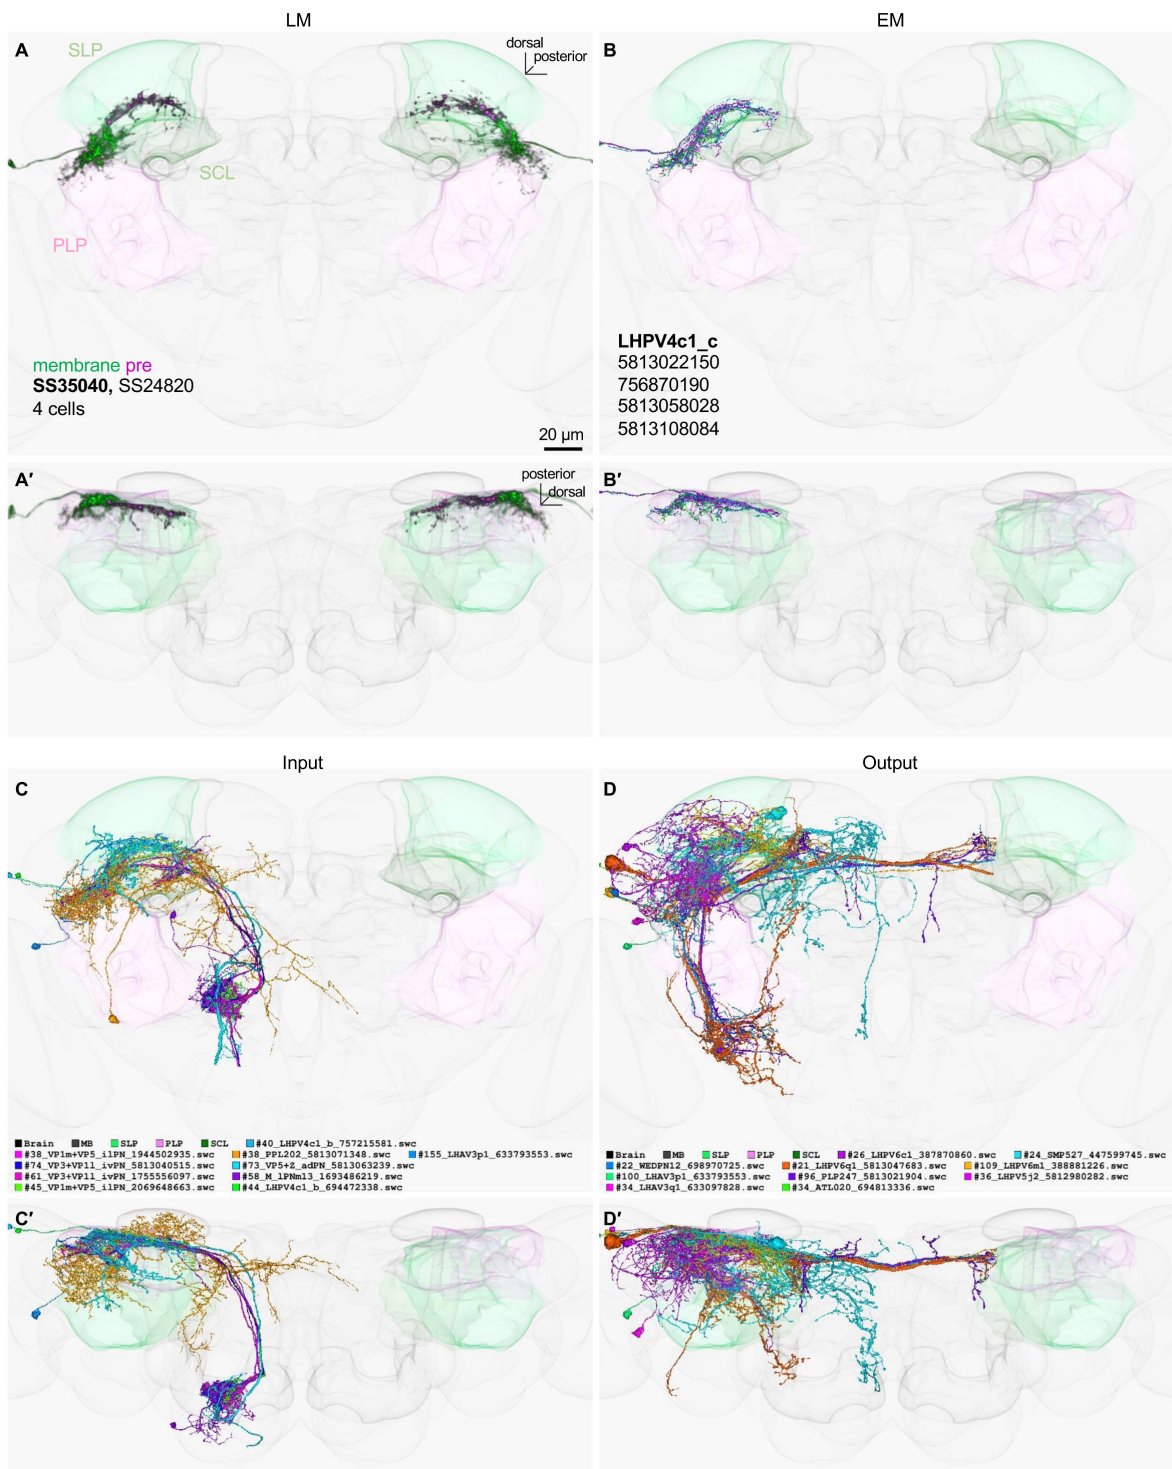 LM
EM
A
SLP
dorsal
posterior
B
SCL
PLP
membrane pre
SS35040, SS24820
4 cells
20 µm
LHPV4c1_c
5813022150
756870190
5813058028
5813108084
A′
posterior
dorsal
B′
Input
Output
C
D
Brain MB SLP PLP SCL #40_LHPV4c1_b_757215581.swc
#38_VP1m+VP5_ilPN_1944502935.swc #38_PPL202_5813071348.swc #155_LHAV3p1_633793553.swc
#74_VP3+VP1l_ivPN_5813040515.swc #73_VP5+Z_adPN_5813063239.swc
#61_VP3+VP1l_ivPN_1755556097.swc #58_M_lPNm13_1693486219.swc
#45_VP1m+VP5_ilPN_2069648663.swc #44_LHPV4c1_b_694472338.swc
Brain MB SLP PLP SCL #26_LHPV6c1_387870860.swc #24_SMP527_447599745.swc
#22_WEDPN12_698970725.swc #21_LHPV6q1_5813047683.swc #109_LHPV6m1_388881226.swc
#100_LHAV3p1_633793553.swc #96_PLP247_5813021904.swc #36_LHPV5j2_5812980282.swc
#34_LHAV3q1_633097828.swc #34_ATL020_694813336.swc
C′
D′